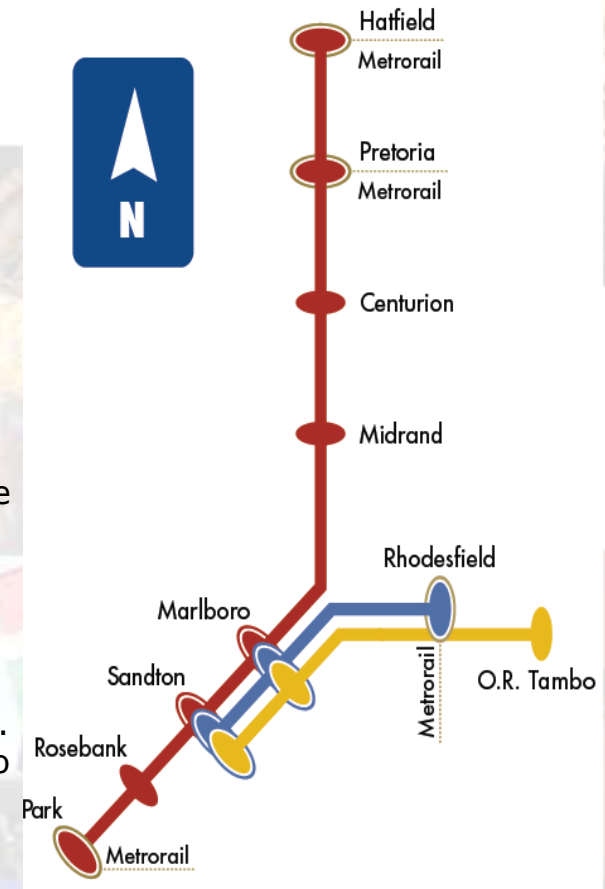 Hatfield
Metrorail
N
Pretoria
Metrorail
Centurion
Midrand
e
Rhodesfield
Marlboro
Sandton
Metrorail
O.R. Tambo
.
Rosebank
o
Park
Metrorail